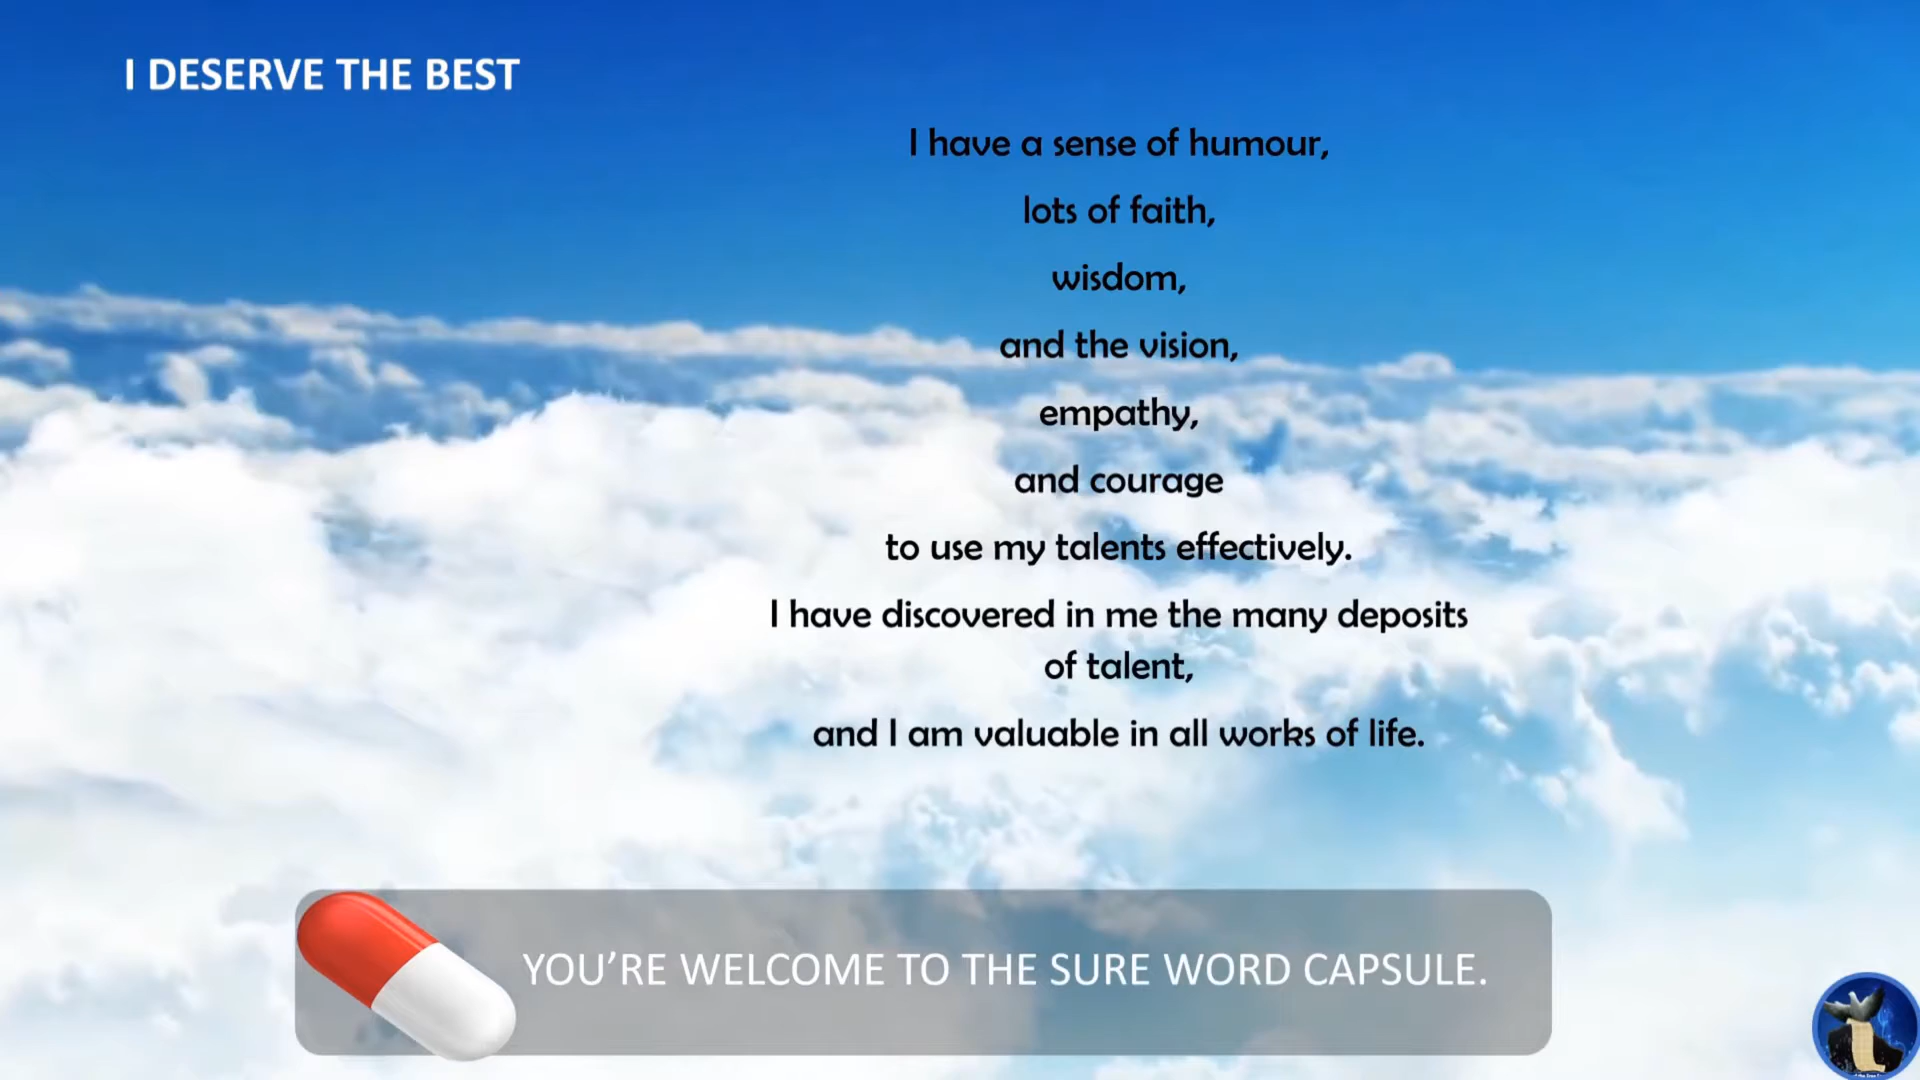 I DESERVE THE BEST
I have a sense of humour,
lots of faith,
wisdom,
and the vision,
empathy,
and courage
to use my talents effectively.
I have discovered in me the many deposits
of talent,
and I am valuable in all works of life.
YOU’RE WELCOME TO THE SURE WORD CAPSULE.